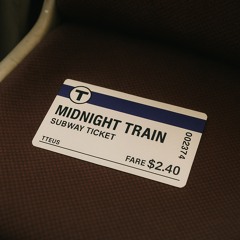 T
MIDNIGHT TRAIN
SUBWAY TICKET
TTEUS
FARE $2.40
002374